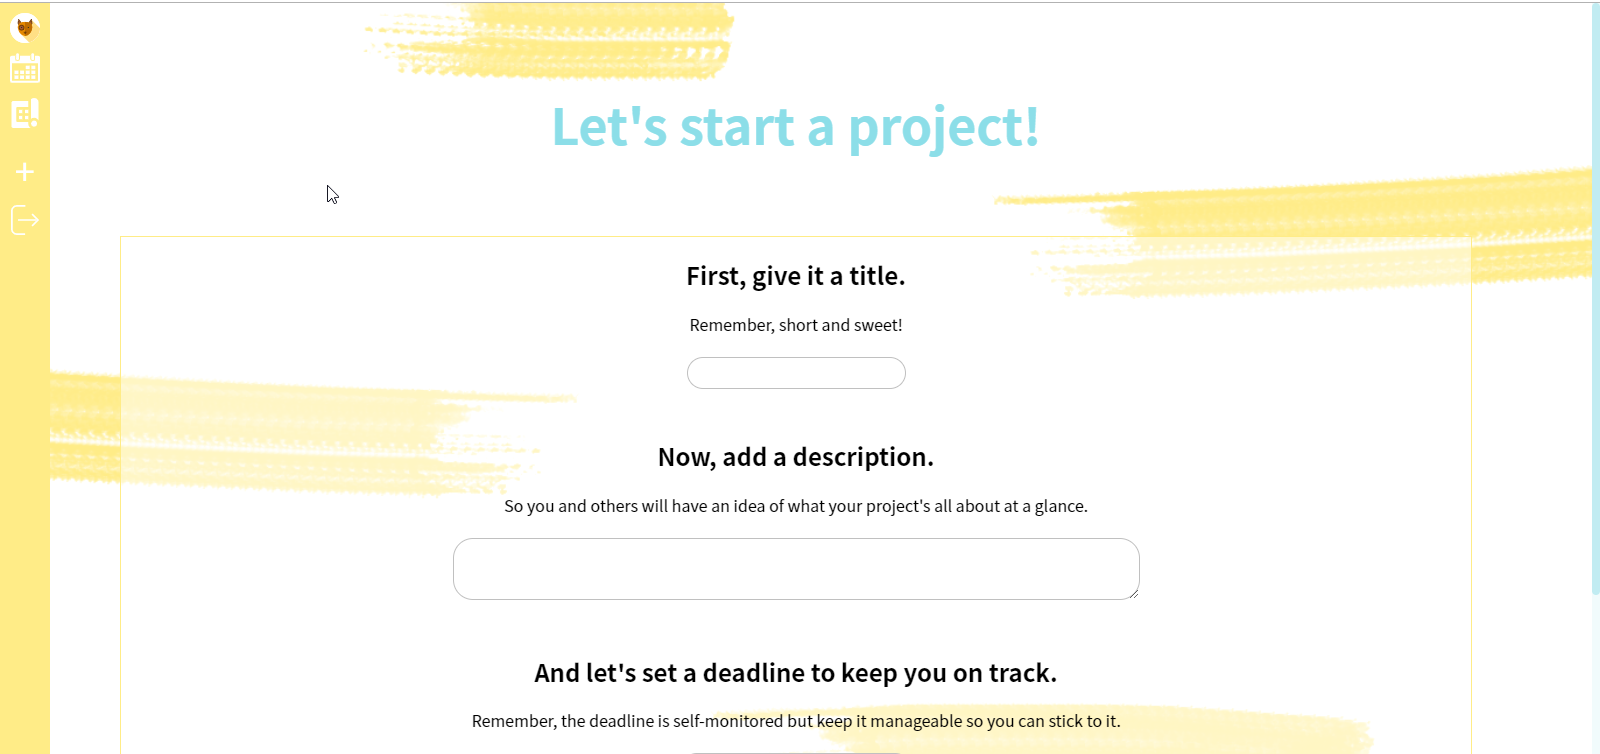 Let's start a project!
First, give it a title.
Remember, short and sweet!
Now, add a description.
So you and others will have an idea of what your project's all about at a glance.
And let's set a deadline to keep you on track.
Remember, the deadline is self-monitored but keep it manageable so you can stick to it.